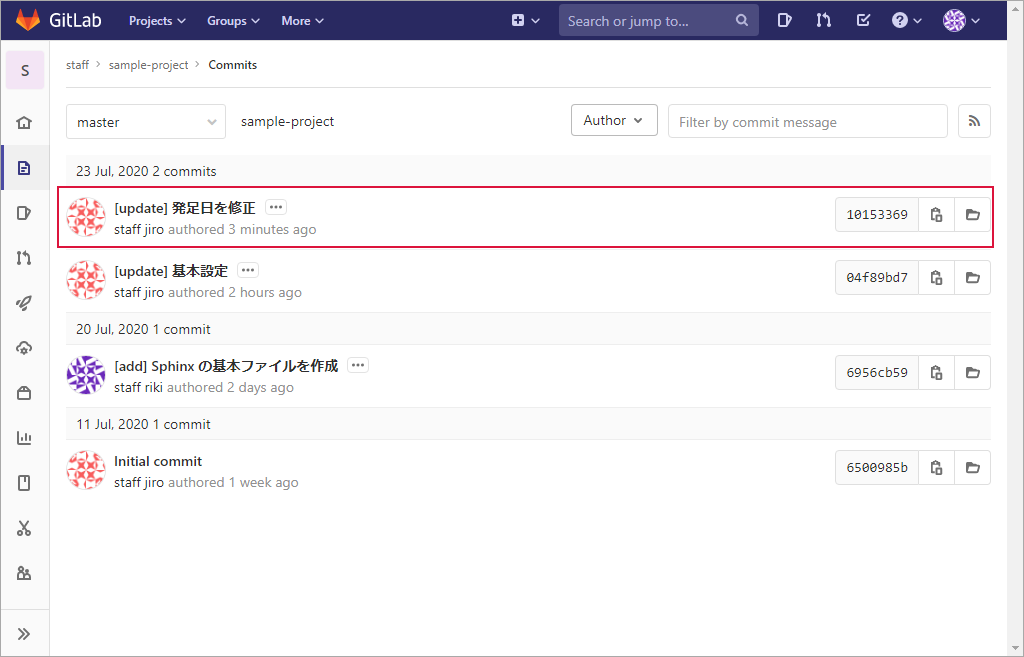 GitLab Projects Groups More Search or jump to...
S
staff > sample-project > Commits
master sample-project Author Filter by commit message
23 Jul, 2020 2 commits
[update] 発足日を修正
staff jiro authored 3 minutes ago
10153369
[update] 基本設定
staff jiro authored 2 hours ago
04f89bd7
20 Jul, 2020 1 commit
[add] Sphinx の基本ファイルを作成
staff riki authored 2 days ago
6956cb59
11 Jul, 2020 1 commit
Initial commit
staff jiro authored 1 week ago
6500985b